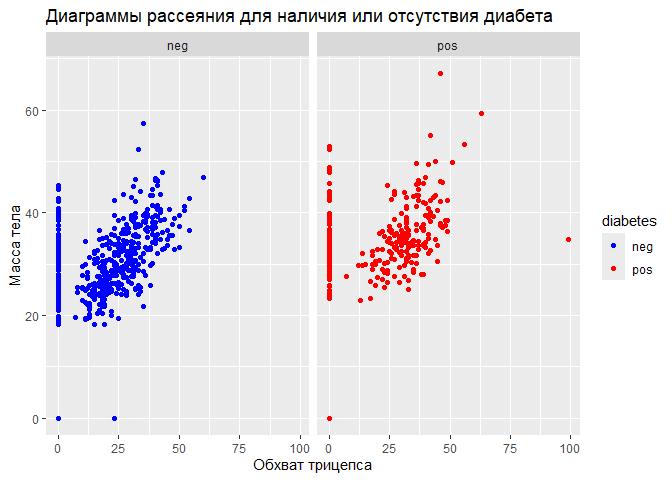 Диаграммы рассеяния для наличия или отсутствия диабета
neg
pos
60
40
20
0
Масса тела
0
25
50
75
100
0
25
50
75
100
Обхват трицепса
diabetes
neg
pos